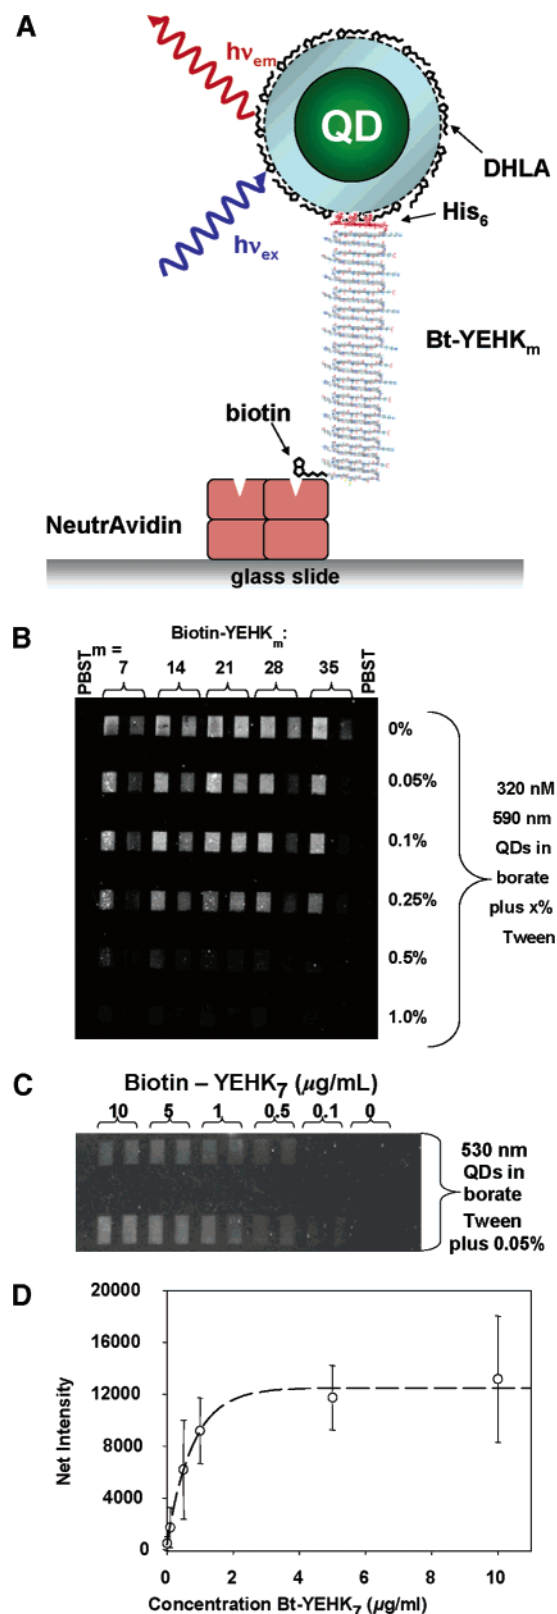 A
hνem
QD
DHLA
His6
hνex
Bt-YEHKm
biotin
NeutrAvidin
glass slide
B
Biotin-YEHKm:
PBST
m =
7
14
21
28
35
PBST
0%
0.05%
0.1%
0.25%
0.5%
1.0%
320 nM
590 nm
QDs in
borate
plus x%
Tween
C
Biotin – YEHK7 (µg/mL)
10
5
1
0.5
0.1
0
530 nm
QDs in
borate
Tween
plus 0.05%
D
20000
16000
12000
8000
4000
0
Net Intensity
0
2
4
6
8
10
Concentration Bt-YEHK7 (µg/ml)